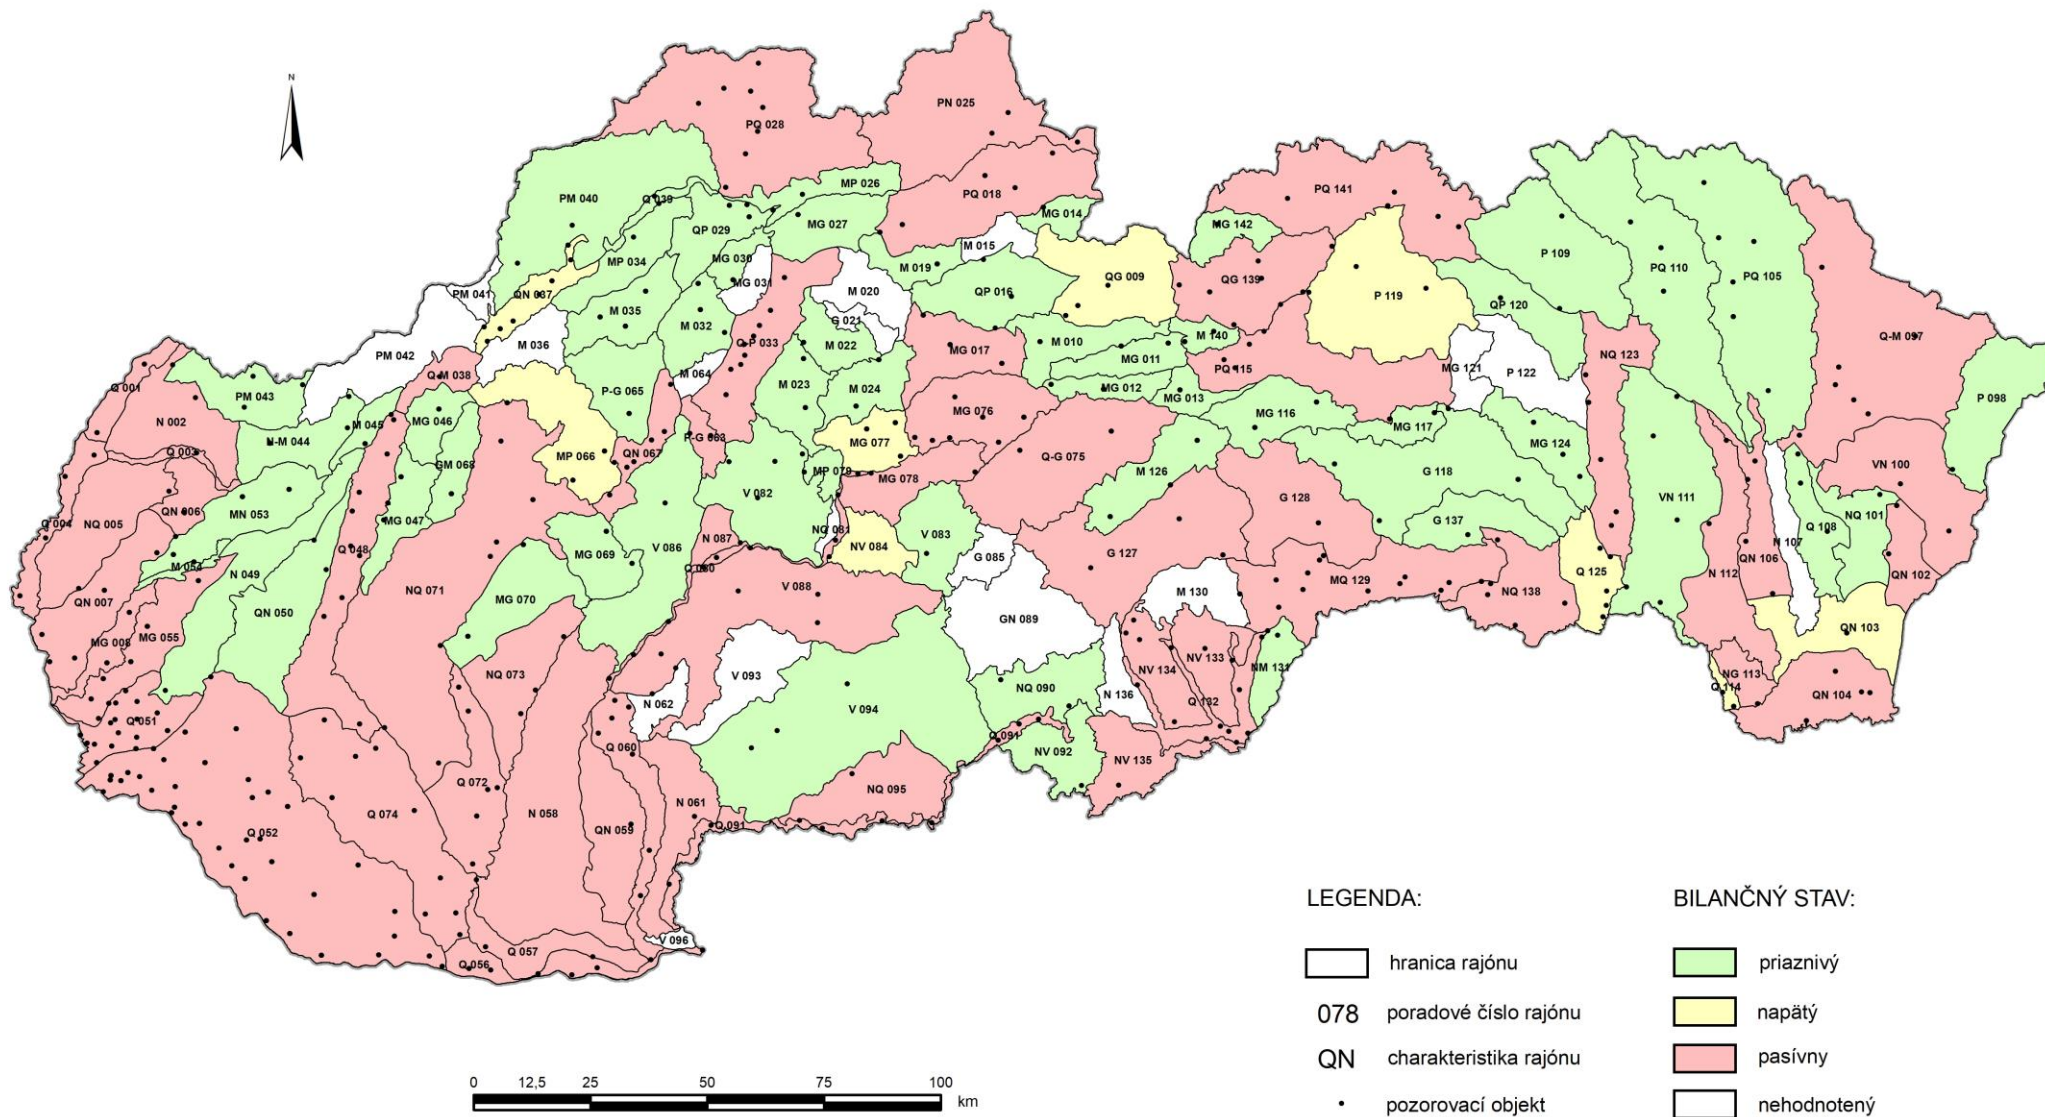 N
PN 025
PQ 028
MP 026
PQ 018
PQ 141
PM 040
Q 039
MG 014
MG 142
QP 029
MG 027
M 015
P 109
PQ 110
PQ 105
MP 034
MG 030
M 019
QG 009
QG 139
MG 031
M 020
QP 016
P 119
QP 120
PM 041
QN 037
M 035
M 032
G 021
Q-M 097
M 036
Q-P 033
M 022
MG 017
M 010
MG 011
M 140
NQ 123
PM 042
Q-M 038
M 064
PQ 115
MG 121
P 122
P 098
Q 001
PM 043
P-G 065
M 023
M 024
MG 012
MG 013
N 002
MG 046
MG 076
MG 116
MG 117
M 045
N-M 044
P-G 063
MG 077
MG 124
Q 003
QN 067
MP 066
Q-G 075
GM 068
MP 079
MG 078
M 126
G 118
VN 100
MN 053
V 082
VN 111
NQ 101
QN 006
G 128
Q 004
NQ 005
MG 047
NQ 081
G 137
Q 108
V 083
N 087
NV 084
Q 048
MG 069
V 086
G 127
G 085
N 107
M 054
Q 080
Q 125
QN 106
N 112
QN 102
N 049
NQ 071
V 088
MQ 129
M 130
NQ 138
QN 007
MG 070
QN 050
GN 089
MG 008
MG 055
QN 103
NV 133
NV 134
NM 131
NQ 073
V 093
NG 113
Q 114
NQ 090
N 136
QN 104
N 062
Q 132
V 094
Q 051
Q 091
Q 060
NV 092
NV 135
Q 072
NQ 095
N 061
Q 074
N 058
Q 091
QN 059
Q 052
V 096
Q 057
Q 056
LEGENDA:
BILANČNÝ STAV:
hranica rajónu
priaznivý
078
poradové číslo rajónu
napätý
QN
charakteristika rajónu
pasívny
pozorovací objekt
nehodnotený
0 12,5 25 50 75 100
km